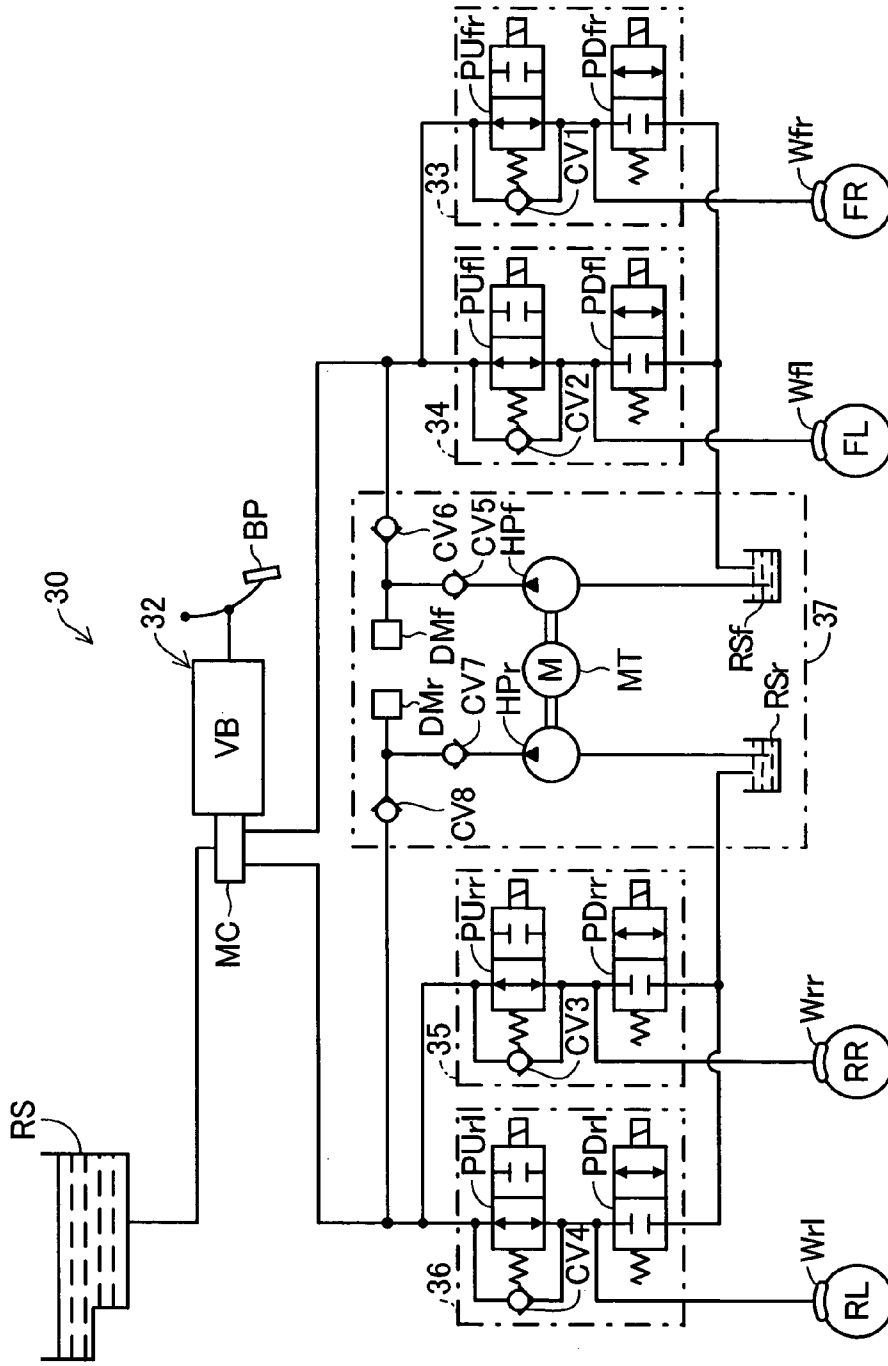 30
RS
32
BP
VB
MC
CV8
DMr
DMf
CV6
CV7
CV5
HPr
HPf
M
MT
RSr
RSf
37
36
PUrl
CV4
PDrl
35
PUrr
CV3
PDrr
34
PUfl
CV2
PDfl
33
PUfr
CV1
PDfr
Wrl
RL
Wrr
RR
Wfl
FL
Wfr
FR